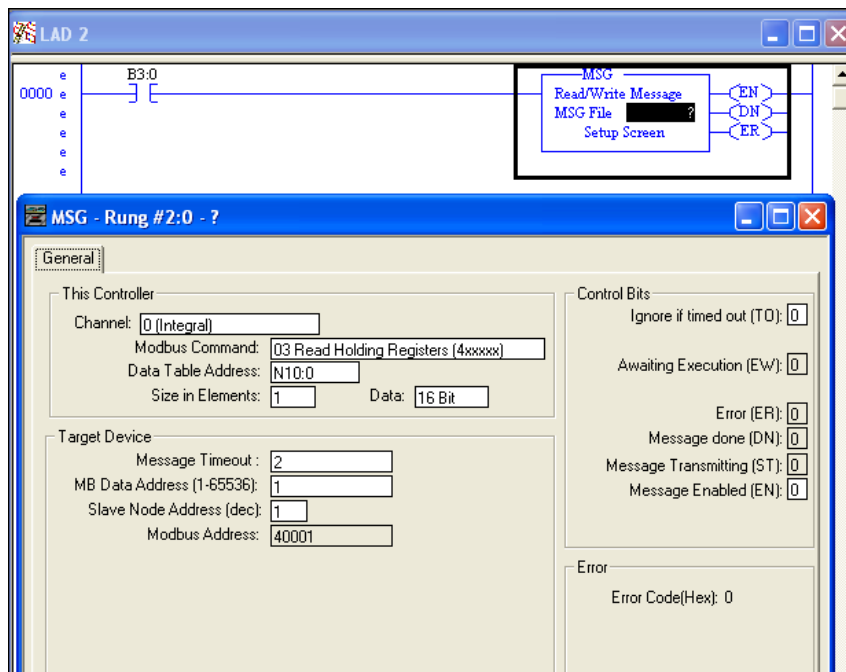 LAD 2
e
B3:0
MSG
0000 e
Read/Write Message
EN
e
MSG File ?
DN
e
Setup Screen
ER
e
e
MSG - Rung #2:0 - ?
General
This Controller
Channel: 0 (Integral)
Modbus Command: 03 Read Holding Registers (4xxxxx)
Data Table Address: N10:0
Size in Elements: 1 Data: 16 Bit
Target Device
Message Timeout : 2
MB Data Address (1-65536): 1
Slave Node Address (dec): 1
Modbus Address: 40001
Control Bits
Ignore if timed out (TO): 0
Awaiting Execution (EW): 0
Error (ER): 0
Message done (DN): 0
Message Transmitting (ST): 0
Message Enabled (EN): 0
Error
Error Code(Hex): 0